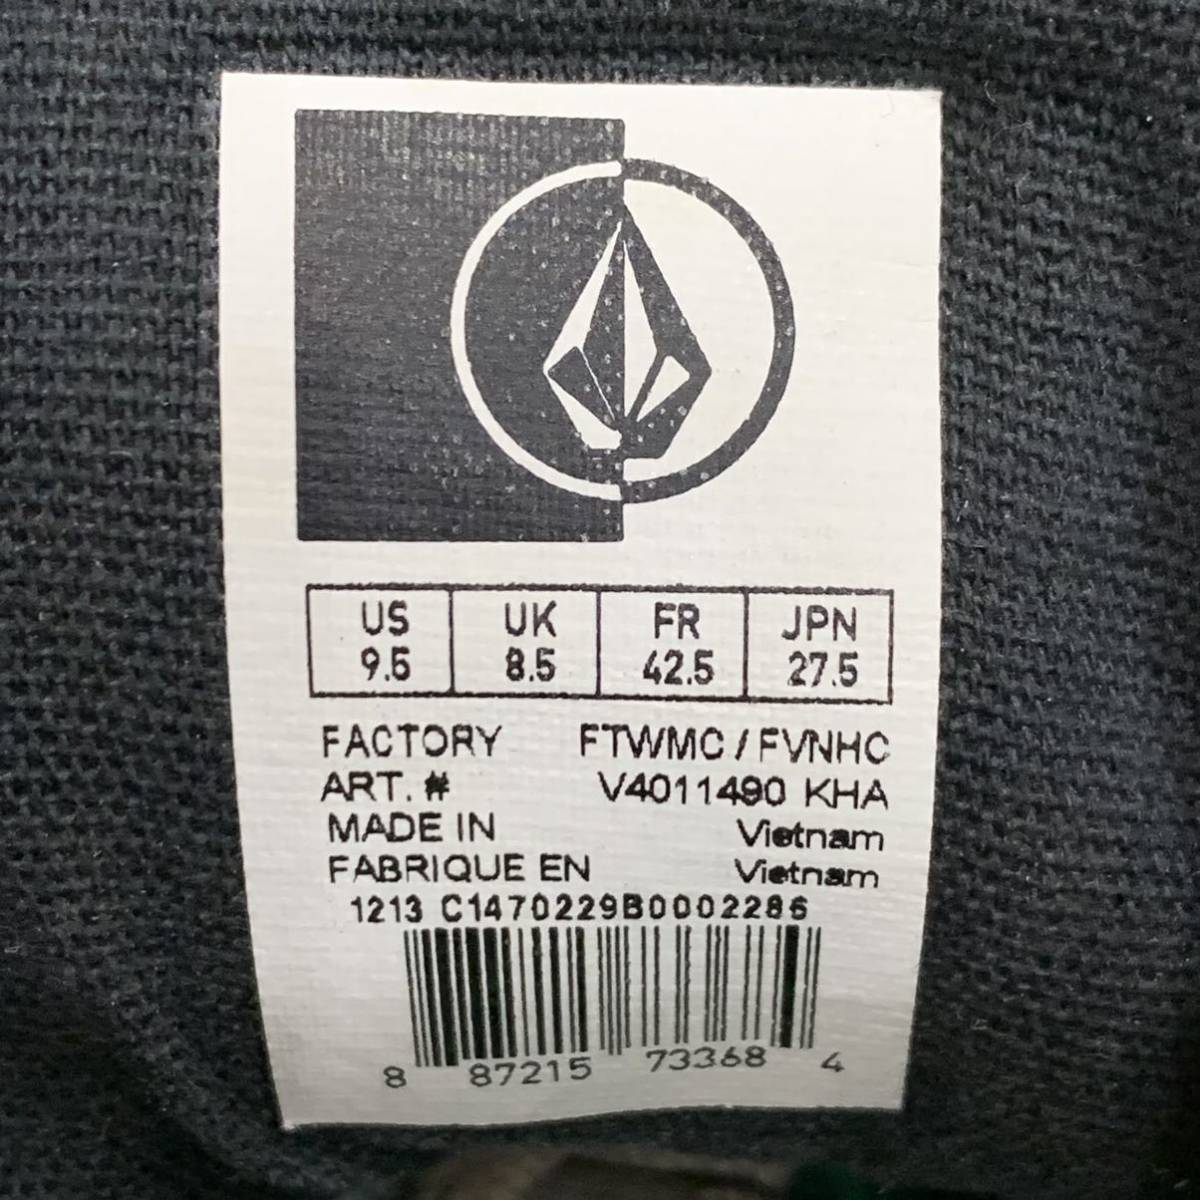 US UK FR JPN
9.5 8.5 42.5 27.5
FACTORY FTWMC / FVNHC
ART. # V4011490 KHA
MADE IN Vietnam
FABRIQUE EN Vietnam
1213 C1470229B0002286
8 87215 73368 4